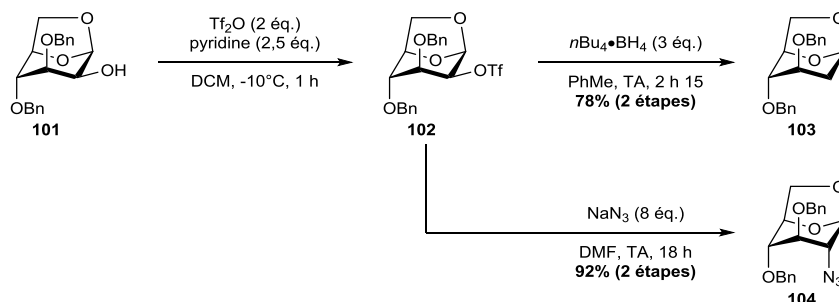 Tf₂O (2 éq.)
pyridine (2,5 éq.)
DCM, -10°C, 1 h
O
OBn
O
OH
OBn
101
O
OBn
O
OTf
OBn
102
nBu₄•BH4 (3 éq.)
PhMe, TA, 2 h 15
78% (2 étapes)
O
OBn
O
OBn
103
NaN₃ (8 éq.)
DMF, TA, 18 h
92% (2 étapes)
O
OBn
O
OBn
N₃
104